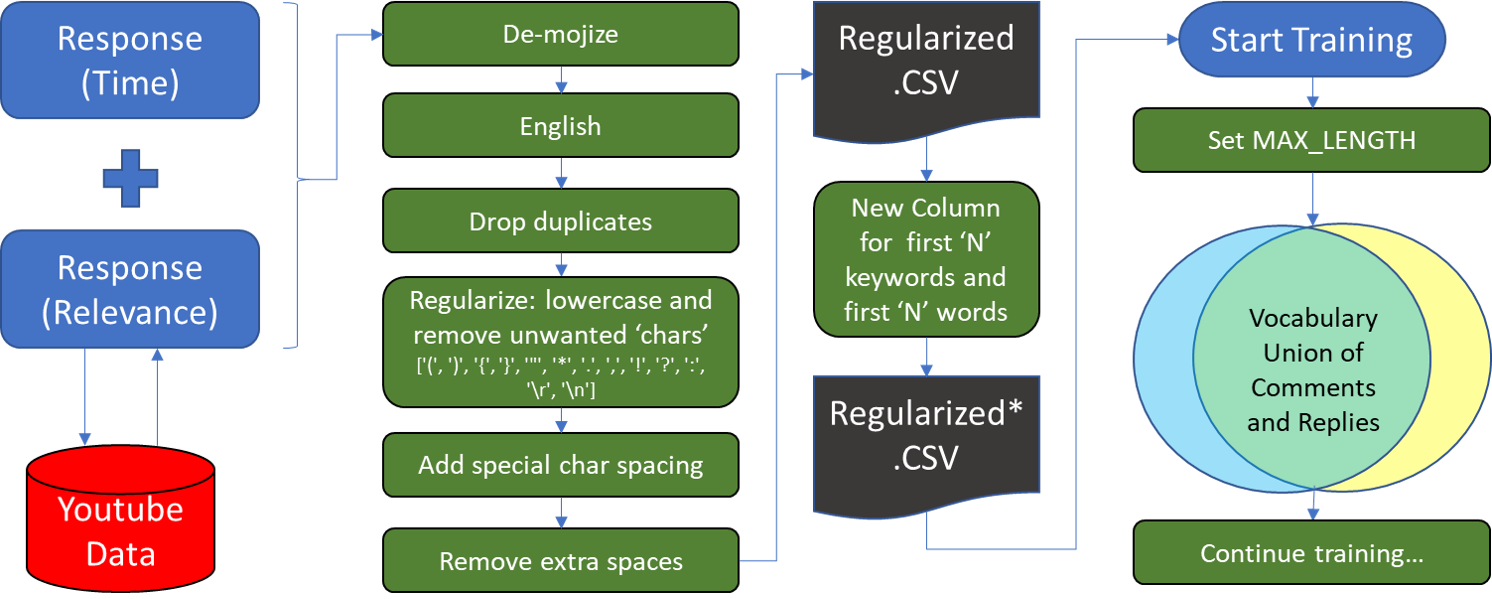 Response
(Time)
Response
(Relevance)
Youtube
Data
De-mojize
English
Drop duplicates
Regularize: lowercase and
remove unwanted ‘chars’
['(', ')', '{','}', '"', '*', '.', ',', '!', '?', ':',
'\r', '\n']
Add special char spacing
Remove extra spaces
Regularized
.CSV
New Column
for first ‘N’
keywords and
first ‘N’ words
Regularized*
.CSV
Start Training
Set MAX_LENGTH
Vocabulary
Union of
Comments
and Replies
Continue training…